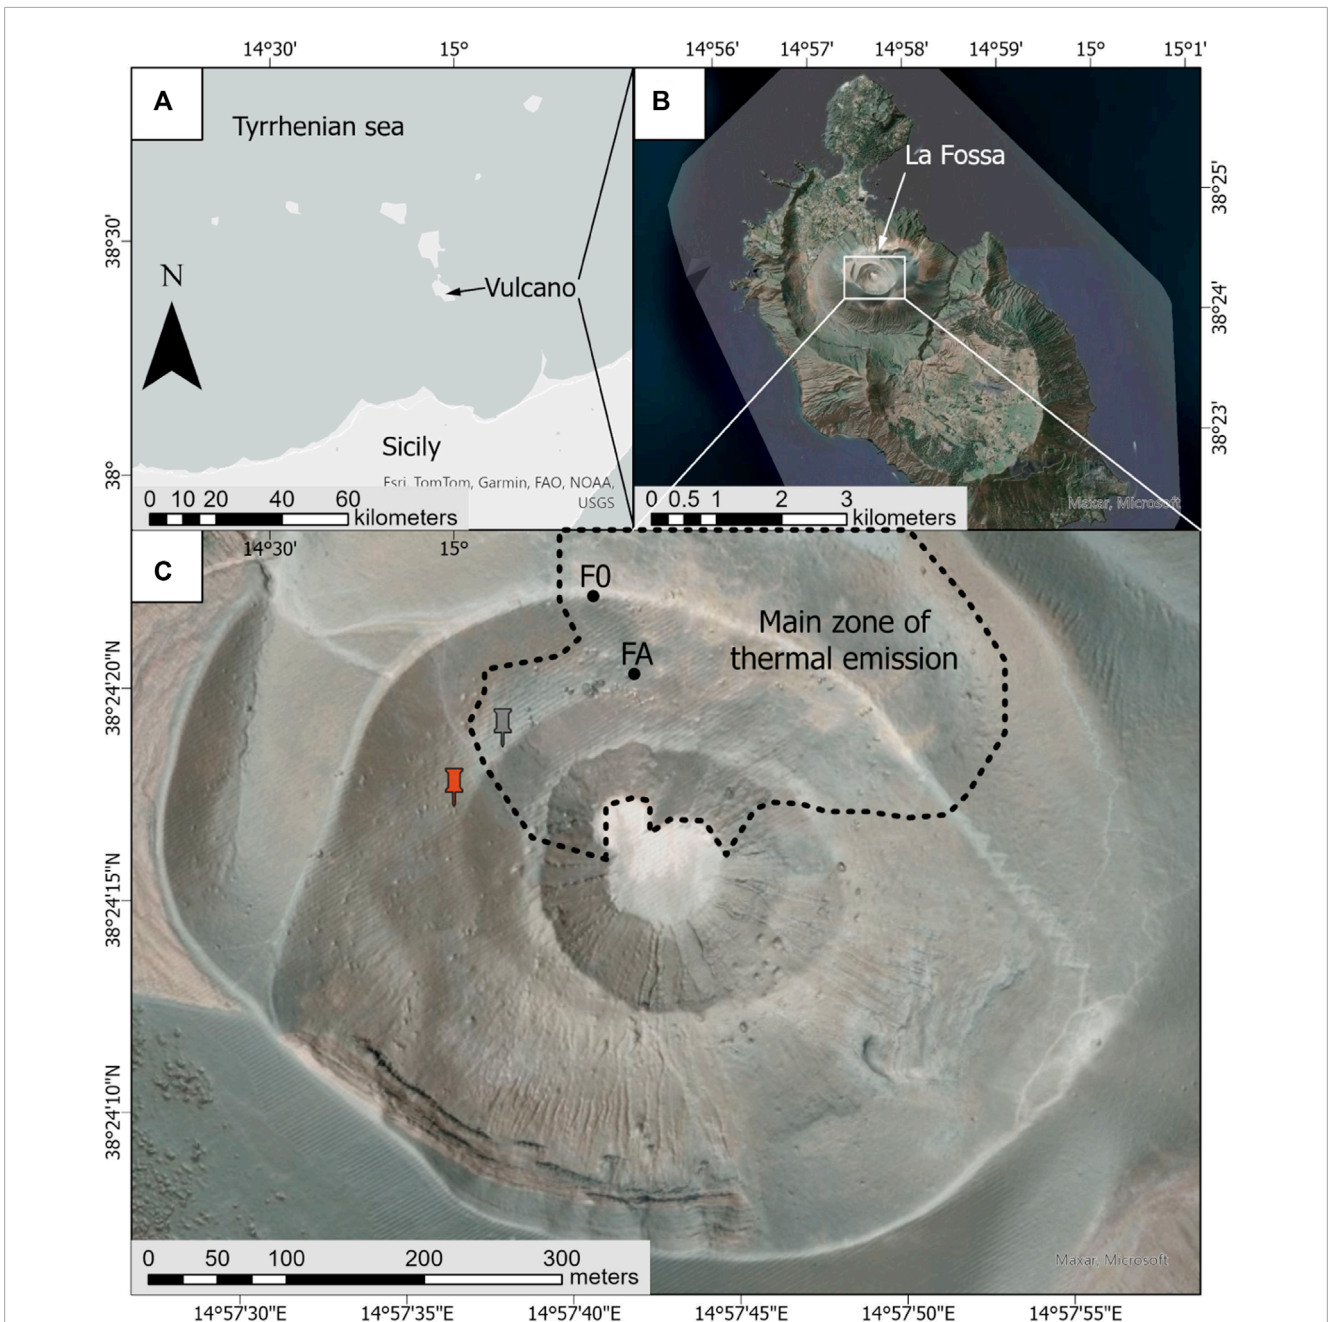 14°30' 15° 14°56' 14°57' 14°58' 14°59' 15° 15°1'
A
Tyrrhenian sea
38°30'
N
Vulcano
Sicily
38°
Esri, TomTom, Garmin, FAO, NOAA,
USGS
0 10 20 40 60
kilometers
B
La Fossa
38°25'
38°24'
38°23'
Maxar, Microsoft
0 0.5 1 2 3
kilometers
14°30' 15°
C
F0
FA
Main zone of
thermal emission
38°24'20"N
38°24'15"N
38°24'10"N
Maxar, Microsoft
0 50 100 200 300
meters
14°57'30"E 14°57'35"E 14°57'40"E 14°57'45"E 14°57'50"E 14°57'55"E